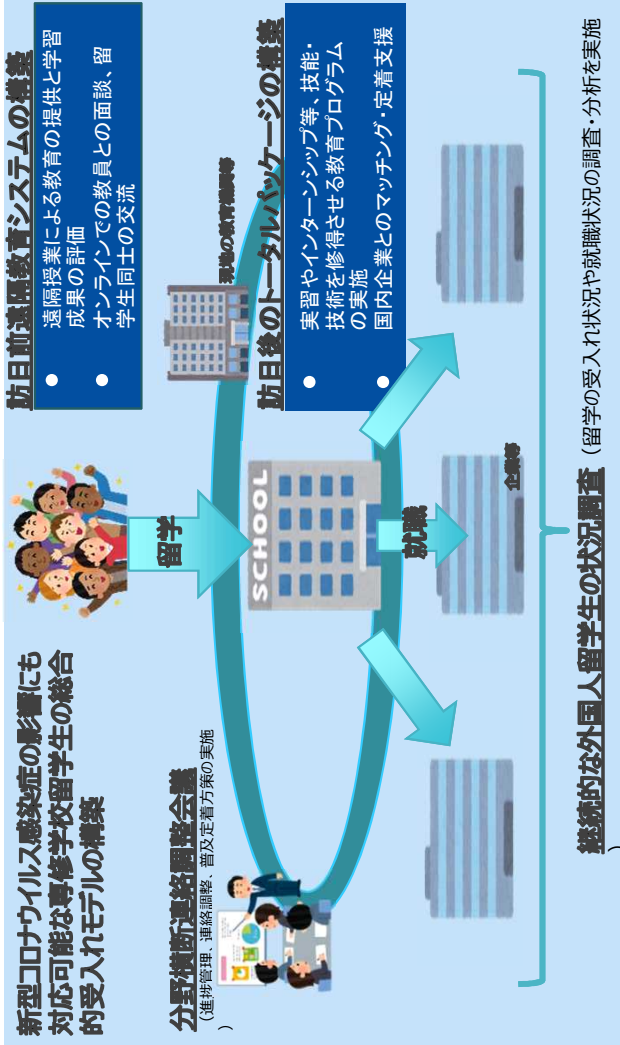 新型コロナウイルス感染症の影響にも
対応可能な専修学校留学生の総合
的受入れモデルの構築
訪日前遠隔教育システムの構築
● 遠隔授業による教育の提供と学習
成果の評価
● オンラインでの教員との面談、留
学生同士の交流
留学
分野横断連絡調整会議
（進捗管理、連絡調整、普及定着方策の実施
）
SCHOOL
現地の教育機関等
訪日後のトータルパッケージの構築
● 実習やインターンシップ等、技能・
技術を修得させる教育プログラム
の実施
● 国内企業とのマッチング・定着支援
就職
企業等
継続的な外国人留学生の状況調査（留学の受入れ状況や就職状況の調査・分析を実施
）